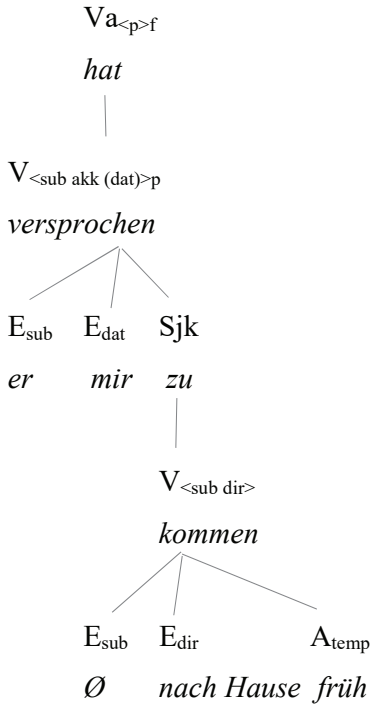 Va<p>f
hat
V<sub akk (dat)>p
versprochen
Esub Edat Sjk
er mir zu
V<sub dir>
kommen
Esub Edir Atemp
Ø nach Hause früh